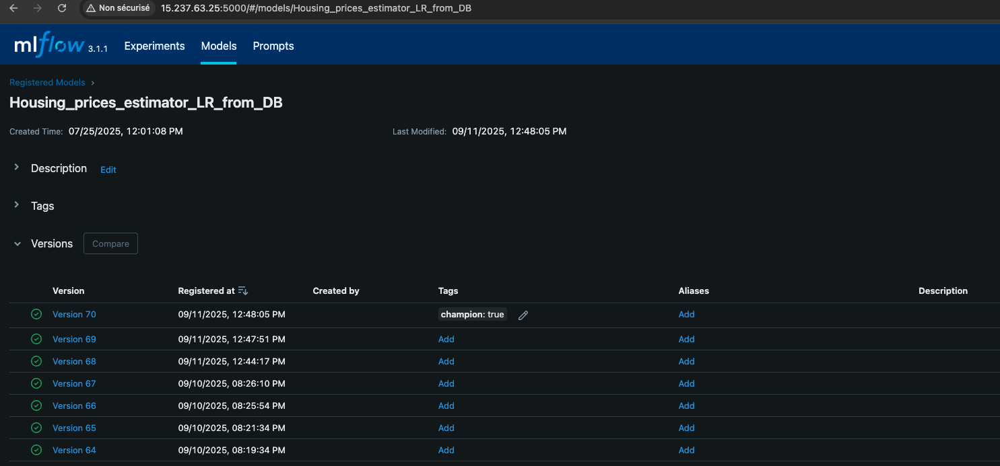 Non sécurisé 15.237.63.25:5000/#/models/Housing_prices_estimator_LR_from_DB
mlflow 3.1.1 Experiments Models Prompts
Registered Models ›
Housing_prices_estimator_LR_from_DB
Created Time: 07/25/2025, 12:01:08 PM Last Modified: 09/11/2025, 12:48:05 PM
Description Edit
Tags
Versions Compare
Version Registered at Created by Tags Aliases Description
Version 70 09/11/2025, 12:48:05 PM champion: true Add
Version 69 09/11/2025, 12:47:51 PM Add Add
Version 68 09/11/2025, 12:44:17 PM Add Add
Version 67 09/10/2025, 08:26:10 PM Add Add
Version 66 09/10/2025, 08:25:54 PM Add Add
Version 65 09/10/2025, 08:21:34 PM Add Add
Version 64 09/10/2025, 08:19:34 PM Add Add